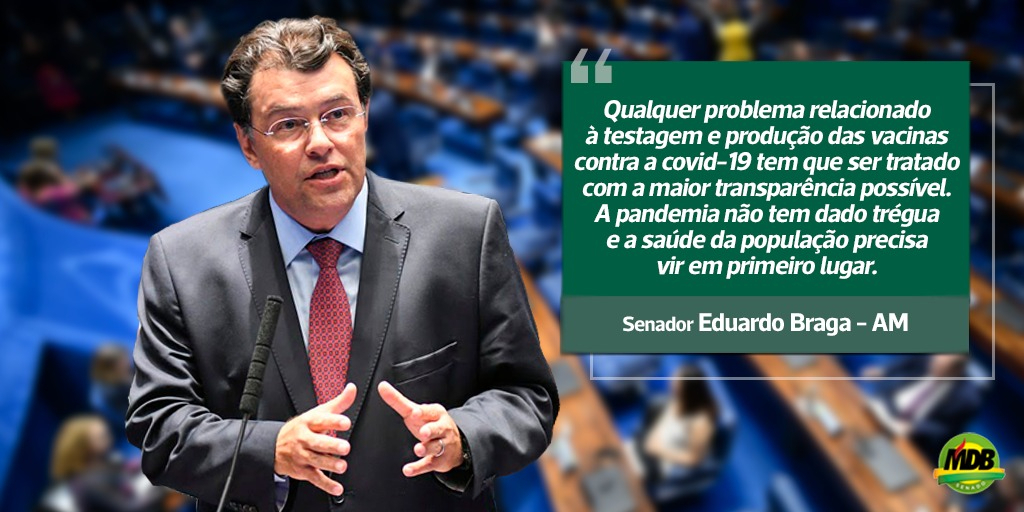 “
Qualquer problema relacionado
à testagem e produção das vacinas
contra a covid-19 tem que ser tratado
com a maior transparência possível.
A pandemia não tem dado trégua
e a saúde da população precisa
vir em primeiro lugar.
Senador Eduardo Braga - AM
MDB
SENADO